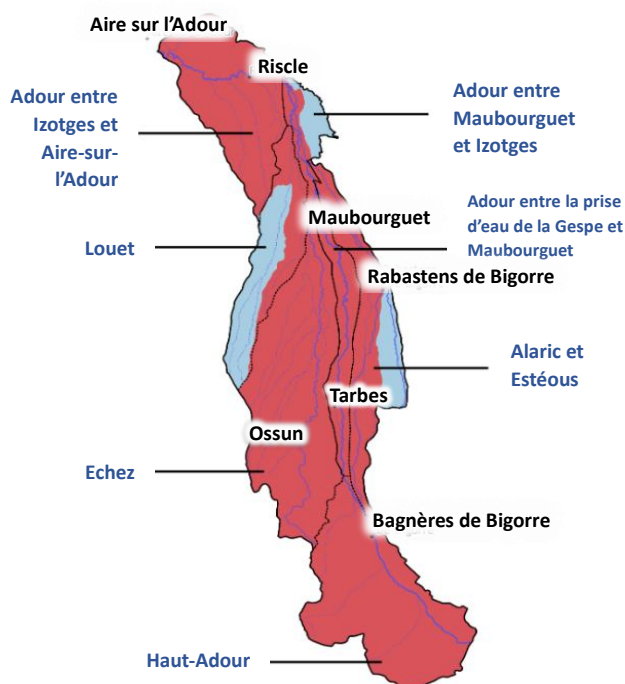 Aire sur l'Adour
Riscle
Adour entre
Izotges et
Aire-sur-
l'Adour
Adour entre
Maubourguet
et Izotges
Maubourguet
Adour entre la prise
d'eau de la Gespe et
Maubourguet
Louet
Rabastens de Bigorre
Alaric et
Estéous
Tarbes
Ossun
Echez
Bagnères de Bigorre
Haut-Adour